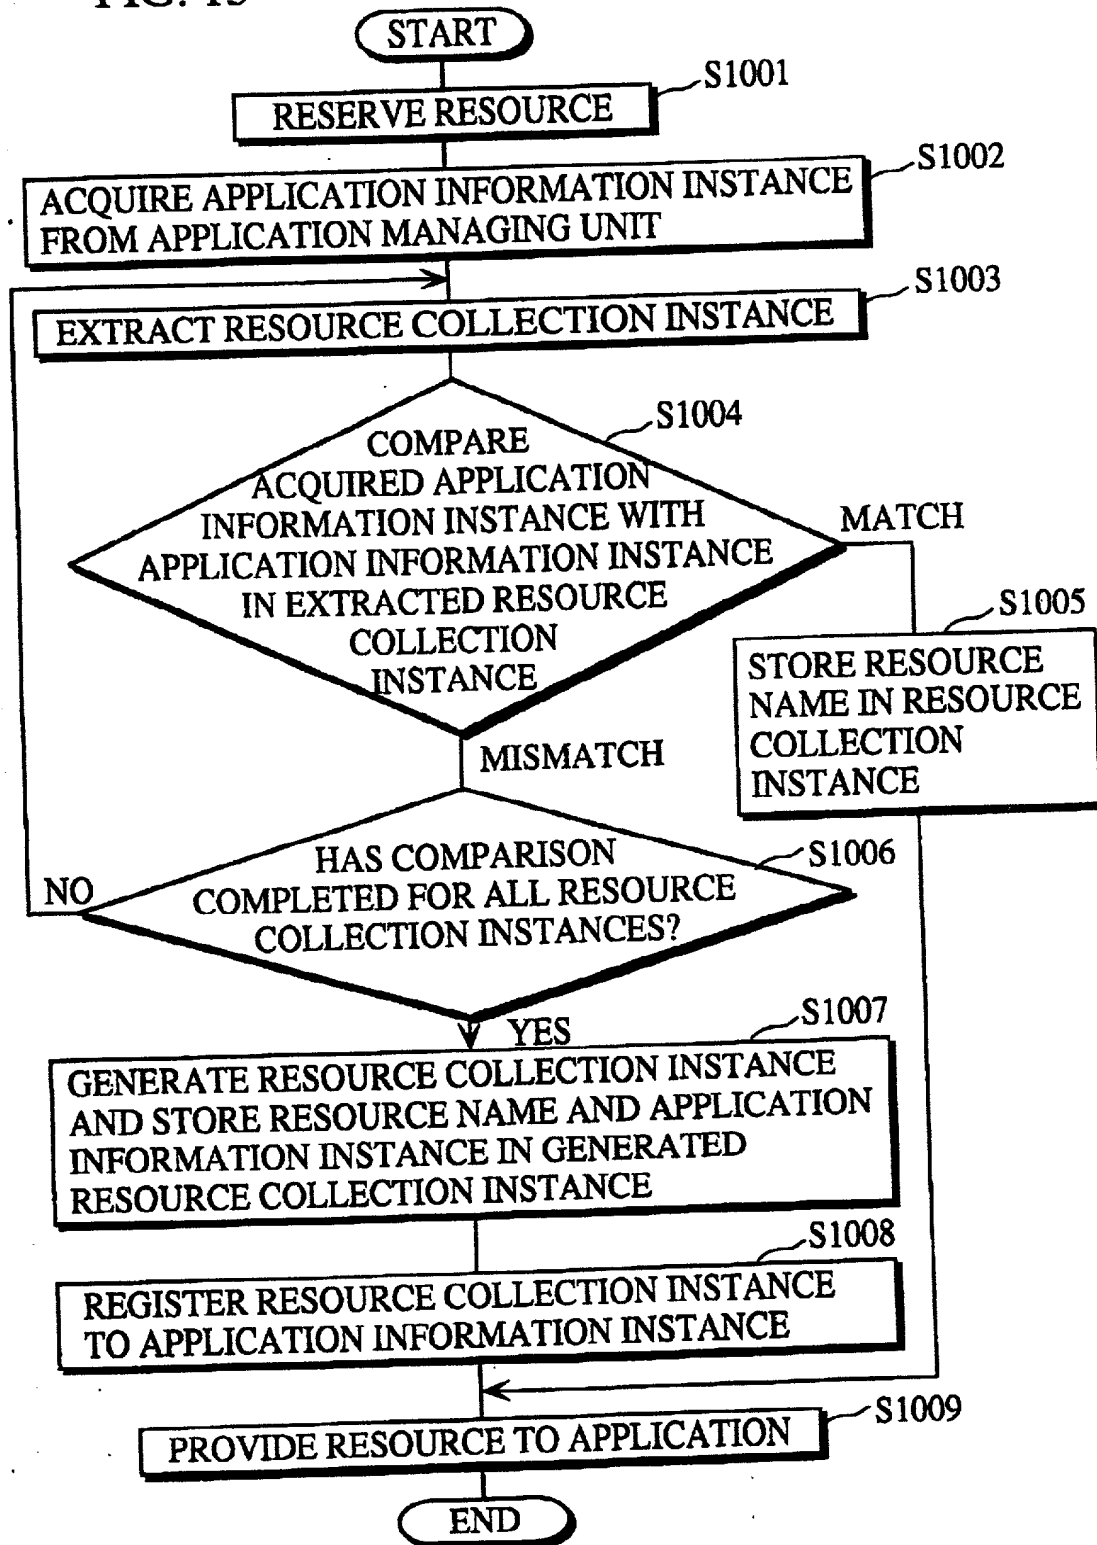 START
S1001
RESERVE RESOURCE
S1002
ACQUIRE APPLICATION INFORMATION INSTANCE
FROM APPLICATION MANAGING UNIT
S1003
EXTRACT RESOURCE COLLECTION INSTANCE
S1004
COMPARE
ACQUIRED APPLICATION
INFORMATION INSTANCE WITH
APPLICATION INFORMATION INSTANCE
IN EXTRACTED RESOURCE
COLLECTION
INSTANCE
MATCH
S1005
STORE RESOURCE
NAME IN RESOURCE
COLLECTION
INSTANCE
MISMATCH
S1006
HAS COMPARISON
COMPLETED FOR ALL RESOURCE
COLLECTION INSTANCES?
NO
YES
S1007
GENERATE RESOURCE COLLECTION INSTANCE
AND STORE RESOURCE NAME AND APPLICATION
INFORMATION INSTANCE IN GENERATED
RESOURCE COLLECTION INSTANCE
S1008
REGISTER RESOURCE COLLECTION INSTANCE
TO APPLICATION INFORMATION INSTANCE
S1009
PROVIDE RESOURCE TO APPLICATION
END